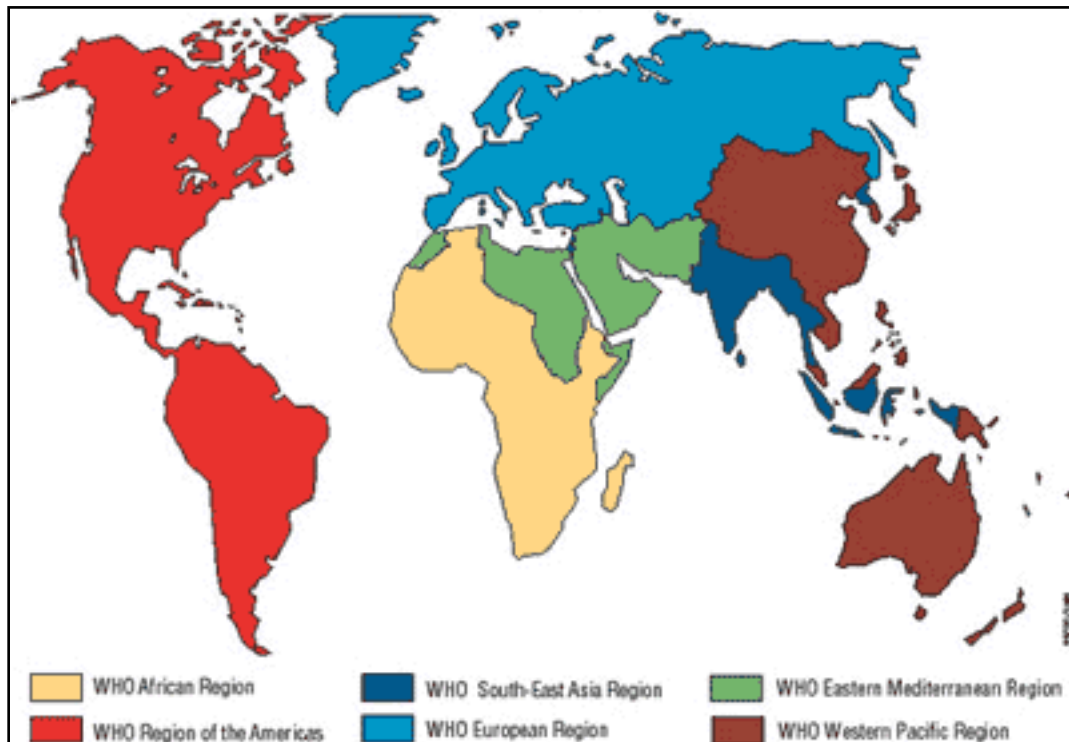 WHO African Region
WHO South-East Asia Region
WHO Eastern Mediterranean Region
WHO Region of the Americas
WHO European Region
WHO Western Pacific Region